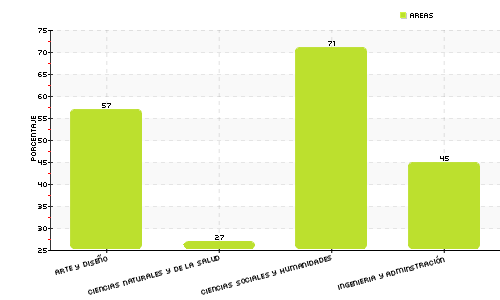 AREAS
PORCENTAJE
75
70
65
60
55
50
45
40
35
30
25
57
27
71
45
ARTE Y DISEÑO
CIENCIAS NATURALES Y DE LA SALUD
CIENCIAS SOCIALES Y HUMANIDADES
INGENIERIA Y ADMINSTRACIÓN